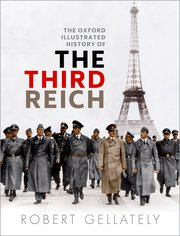 THE OXFORD
ILLUSTRATED
HISTORY OF
THE
THIRD
REICH
ROBERT GELLATELY